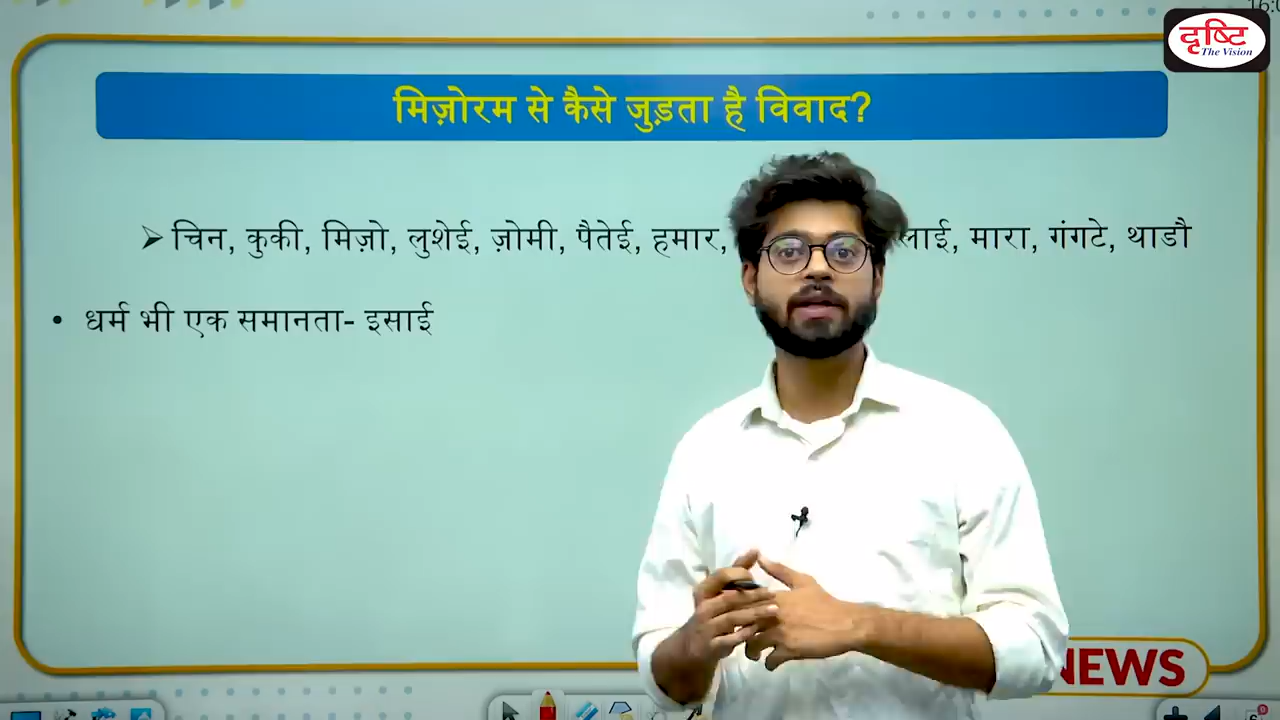 दृष्टि
The Vision
मिज़ोरम से कैसे जुड़ता है विवाद?
➢ चिन, कुकी, मिज़ो, लुशेई, ज़ोमी, पैतेई, हमार, लाई, मारा, गंगटे, थाडौ
• धर्म भी एक समानता- इसाई
NEWS